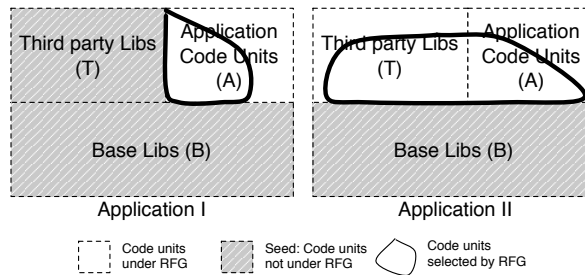 Third party Libs
(T)
Application
Code Units
(A)
Base Libs (B)
Application I
Third party Libs
(T)
Application
Code Units
(A)
Base Libs (B)
Application II
Code units
under RFG
Seed: Code units
not under RFG
Code units
selected by RFG